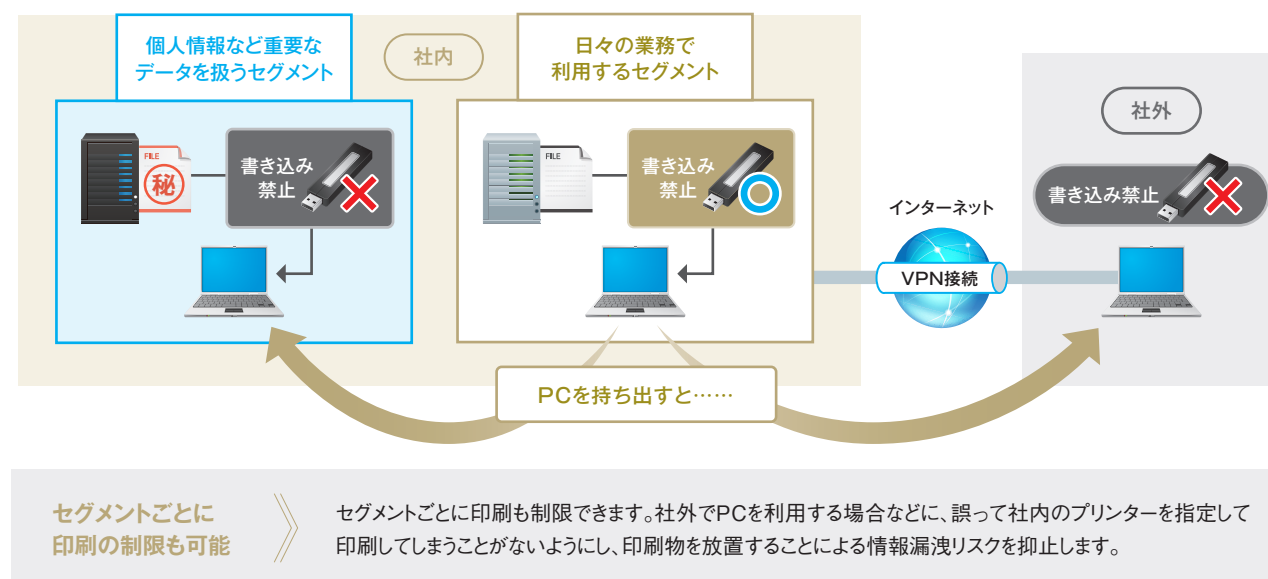 個人情報など重要な
データを扱うセグメント
社内
日々の業務で
利用するセグメント
社外
FILE
秘
書き込み
禁止
FILE
書き込み
禁止
書き込み禁止
インターネット
VPN接続
PCを持ち出すと……
セグメントごとに
印刷の制限も可能
セグメントごとに印刷も制限できます。社外でPCを利用する場合などに、誤って社内のプリンターを指定して
印刷してしまうことがないようにし、印刷物を放置することによる情報漏洩リスクを抑止します。